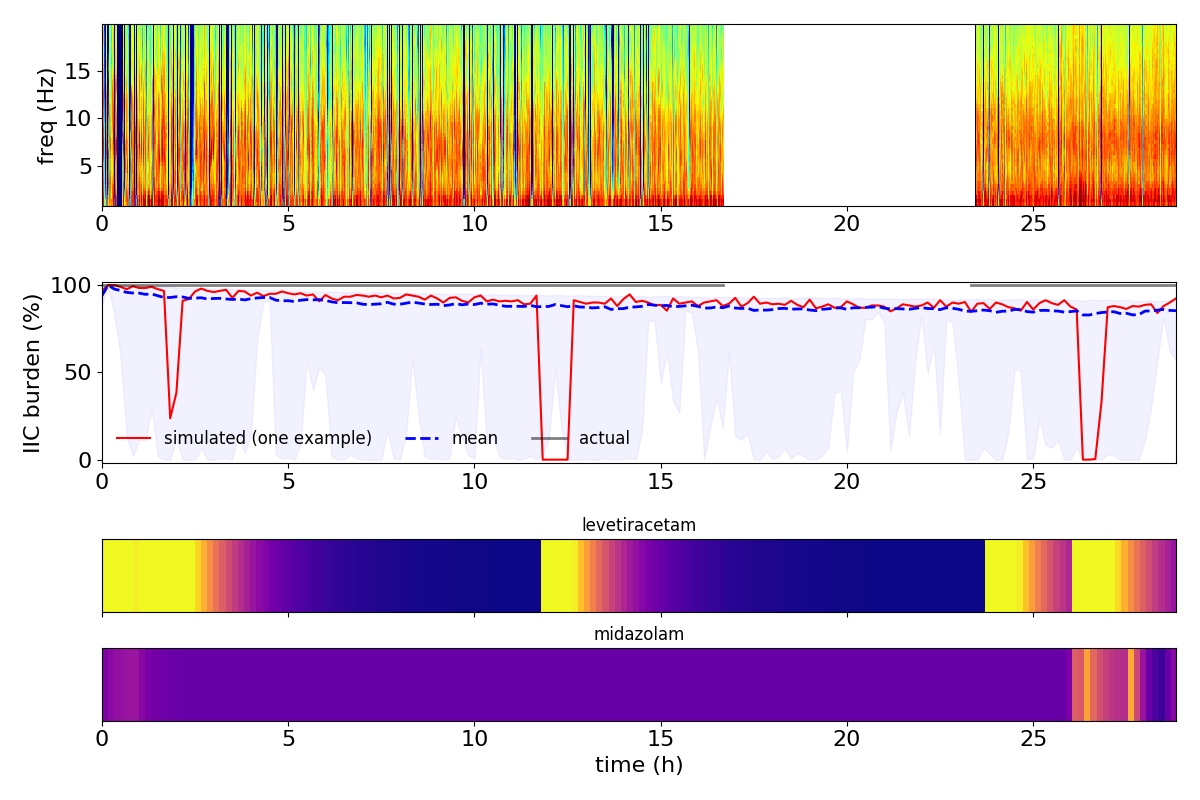 freq (Hz)
15
10
5
0 5 10 15 20 25
IIC burden (%)
100
50
0
simulated (one example) mean actual
0 5 10 15 20 25
levetiracetam
midazolam
0 5 10 15 20 25
time (h)